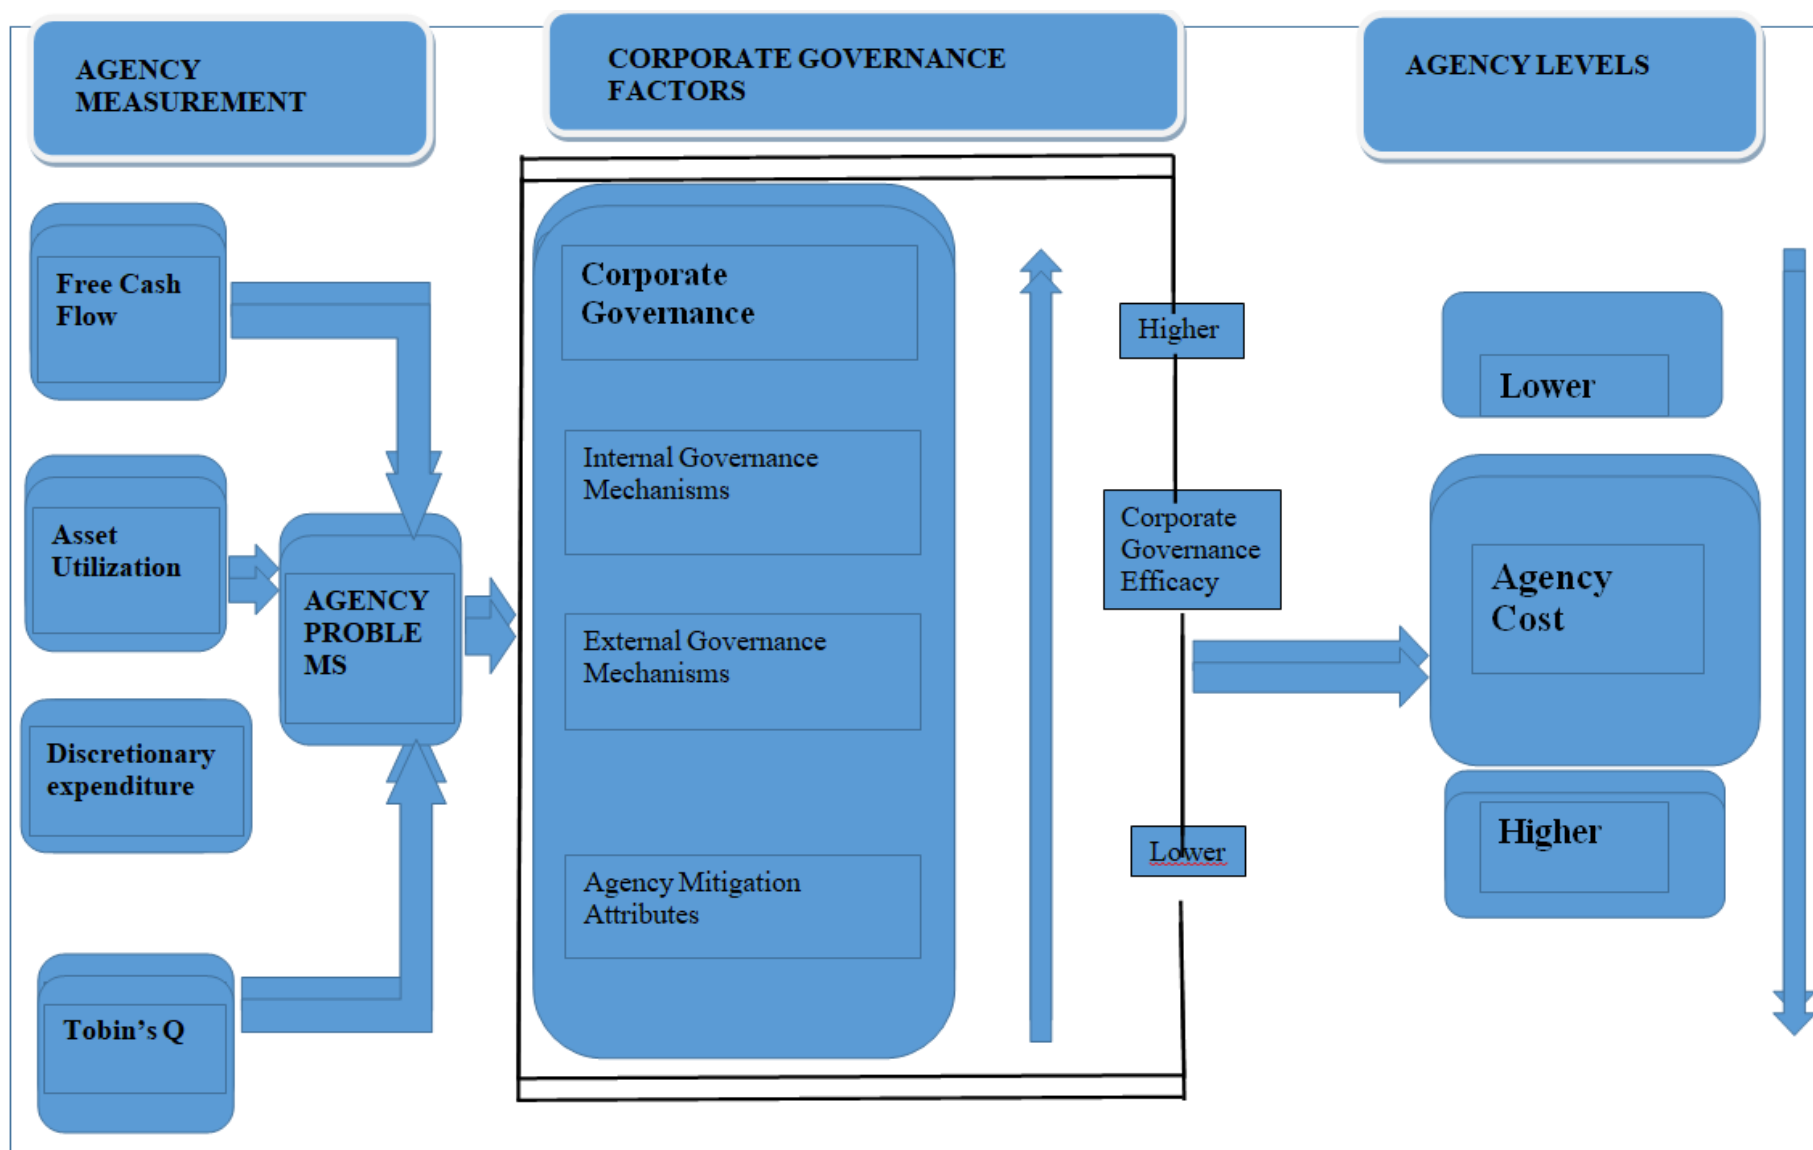 AGENCY
MEASUREMENT
CORPORATE GOVERNANCE
FACTORS
AGENCY LEVELS
Free Cash
Flow
Asset
Utilization
Discretionary
expenditure
Tobin’s Q
AGENCY
PROBLE
MS
Corporate
Governance
Internal Governance
Mechanisms
External Governance
Mechanisms
Agency Mitigation
Attributes
Higher
Corporate
Governance
Efficacy
Lower
Lower
Agency
Cost
Higher